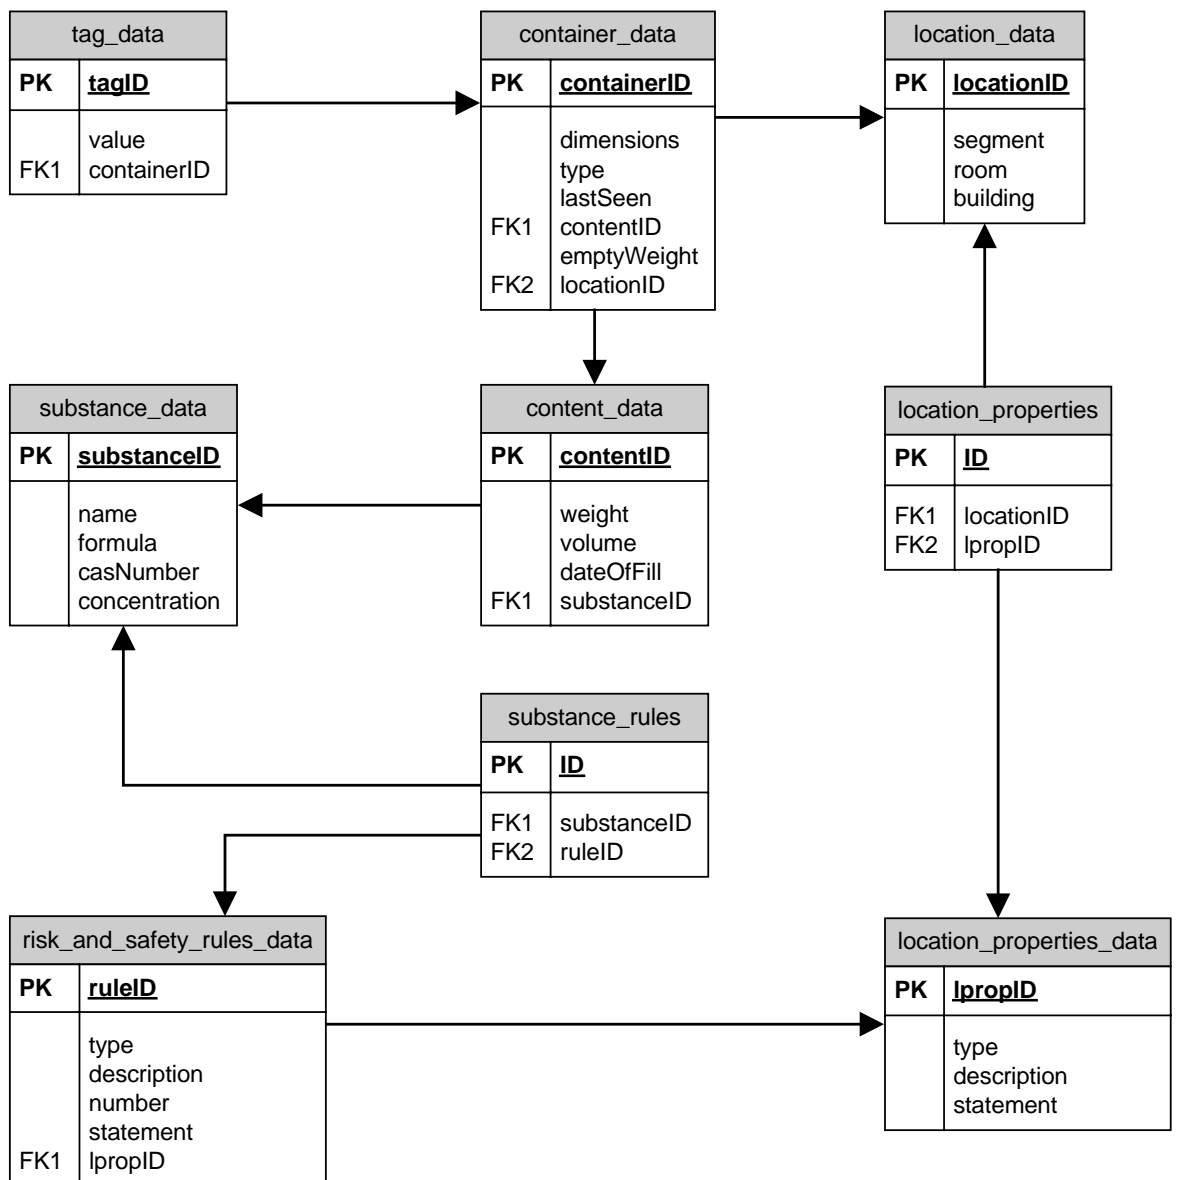 tag_data
PK tagID
value
FK1 containerID
container_data
PK containerID
dimensions
type
lastSeen
FK1 contentID
emptyWeight
FK2 locationID
location_data
PK locationID
segment
room
building
substance_data
PK substanceID
name
formula
casNumber
concentration
content_data
PK contentID
weight
volume
dateOfFill
FK1 substanceID
location_properties
PK ID
FK1 locationID
FK2 lpropID
substance_rules
PK ID
FK1 substanceID
FK2 ruleID
risk_and_safety_rules_data
PK ruleID
type
description
number
statement
FK1 lpropID
location_properties_data
PK lpropID
type
description
statement